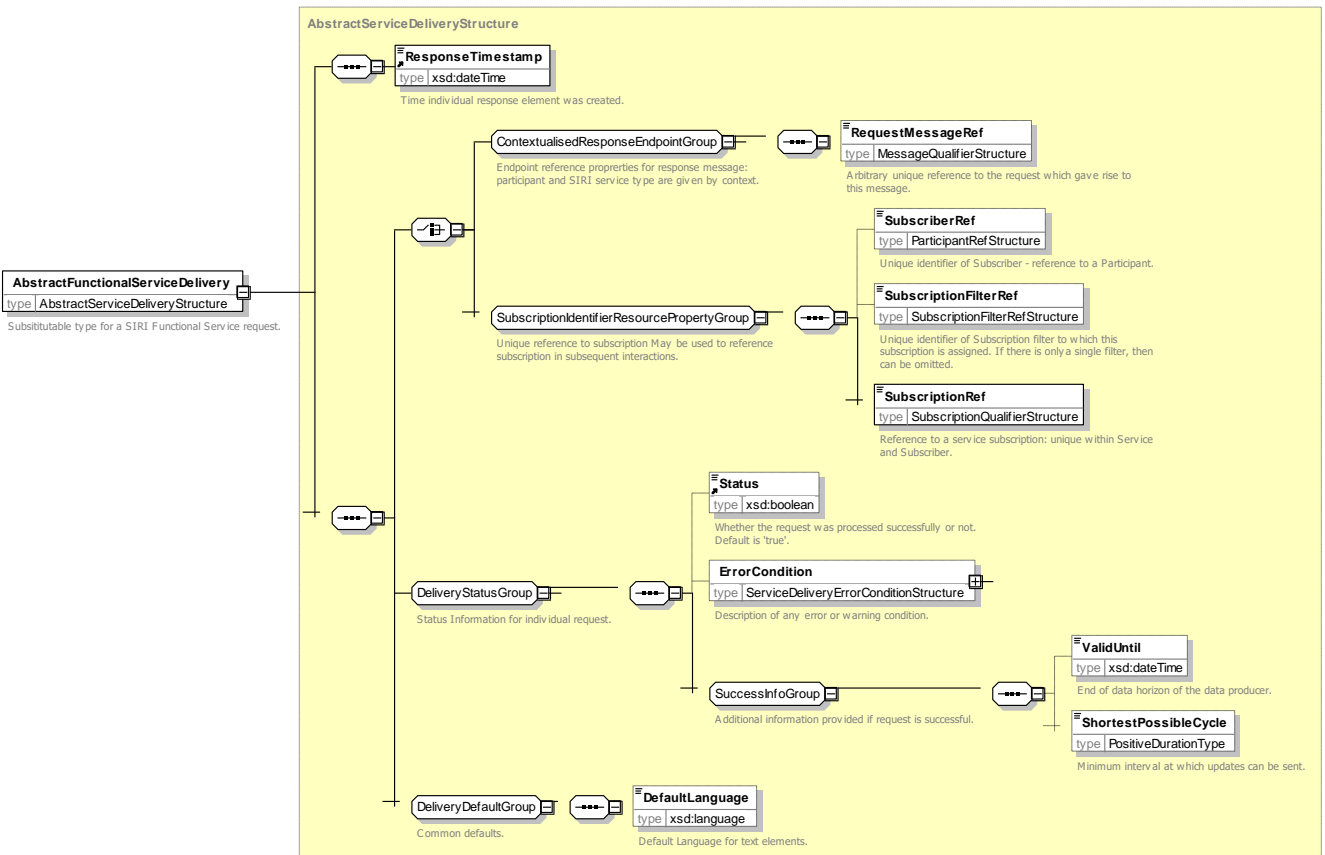 AbstractServiceDeliveryStructure
ResponseTimestamp
type xsd:dateTime
Time individual response element was created.
ContextualisedResponseEndpointGroup
Endpoint reference proprerties for response message:
participant and SIRI service type are given by context.
RequestMessageRef
type MessageQualifierStructure
Arbitrary unique reference to the request which gave rise to
this message.
SubscriberRef
type ParticipantRefStructure
Unique identifier of Subscriber - reference to a Participant.
AbstractFunctionalServiceDelivery
type AbstractServiceDeliveryStructure
Subsititutable type for a SIRI Functional Service request.
SubscriptionIdentifierResourcePropertyGroup
Unique reference to subscription May be used to reference
subscription in subsequent interactions.
SubscriptionFilterRef
type SubscriptionFilterRefStructure
Unique identifier of Subscription filter to which this
subscription is assigned. If there is only a single filter, then
can be omitted.
SubscriptionRef
type SubscriptionQualifierStructure
Reference to a service subscription: unique within Service
and Subscriber.
Status
type xsd:boolean
Whether the request was processed successfully or not.
Default is 'true'.
DeliveryStatusGroup
Status Information for individual request.
ErrorCondition
type ServiceDeliveryErrorConditionStructure
Description of any error or warning condition.
SuccessInfoGroup
Additional information provided if request is successful.
ValidUntil
type xsd:dateTime
End of data horizon of the data producer.
ShortestPossibleCycle
type PositiveDurationType
Minimum interval at which updates can be sent.
DeliveryDefaultGroup
Common defaults.
DefaultLanguage
type xsd:language
Default Language for text elements.